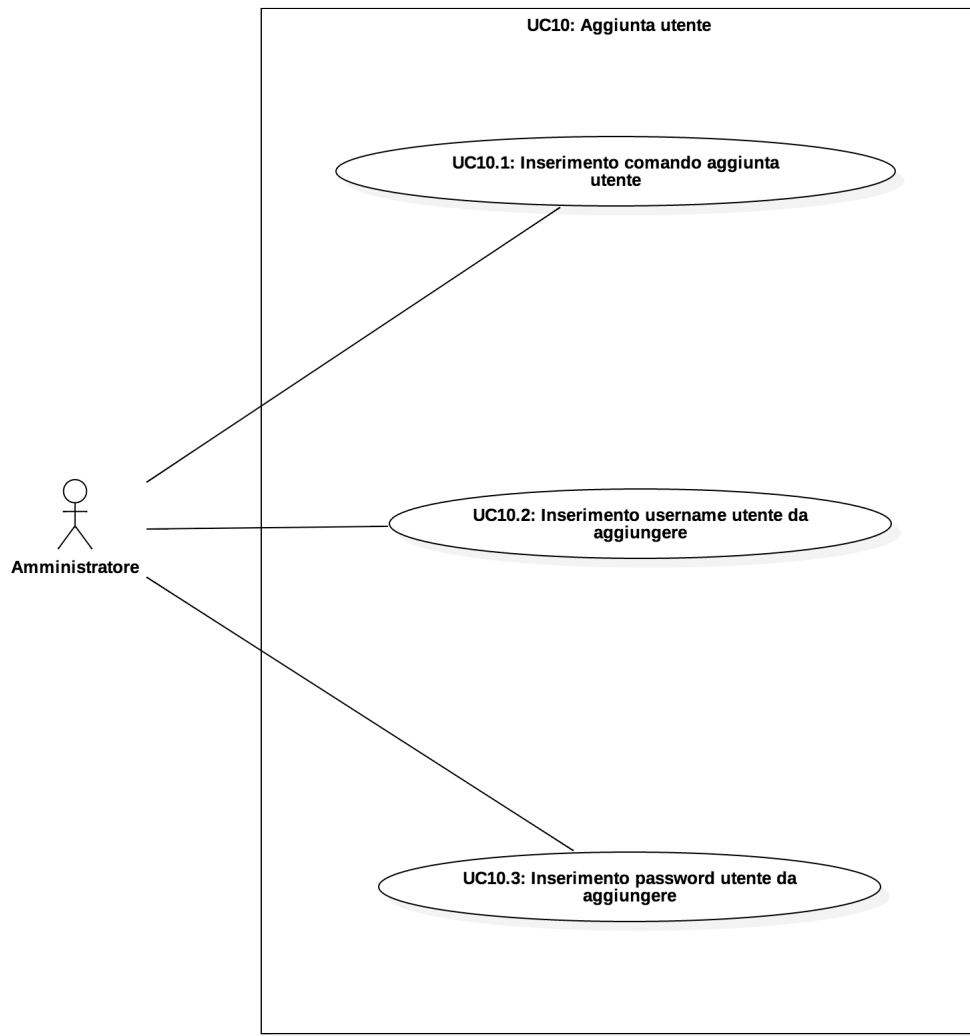 UC10: Aggiunta utente
UC10.1: Inserimento comando aggiunta
utente
UC10.2: Inserimento username utente da
aggiungere
Amministratore
UC10.3: Inserimento password utente da
aggiungere